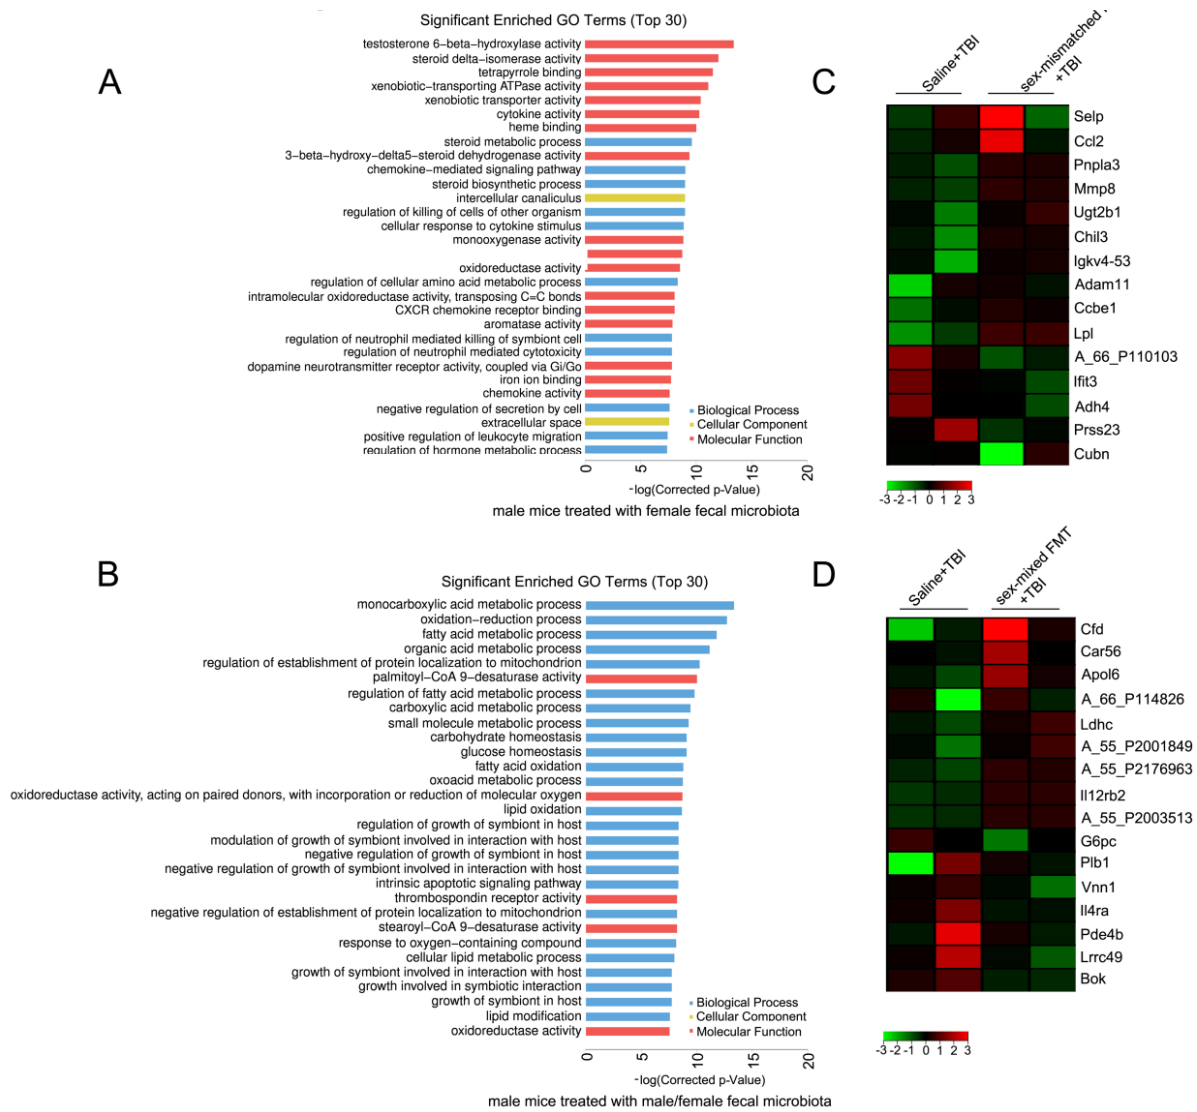 A
Significant Enriched GO Terms (Top 30)
testosterone 6−beta−hydroxylase activity
steroid delta−isomerase activity
tetrapyrrole binding
xenobiotic−transporting ATPase activity
xenobiotic transporter activity
cytokine activity
heme binding
steroid metabolic process
3−beta−hydroxy−delta5−steroid dehydrogenase activity
chemokine−mediated signaling pathway
steroid biosynthetic process
intercellular canaliculus
regulation of killing of cells of other organism
cellular response to cytokine stimulus
monooxygenase activity
oxidoreductase activity
regulation of cellular amino acid metabolic process
intramolecular oxidoreductase activity, transposing C=C bonds
CXCR chemokine receptor binding
aromatase activity
regulation of neutrophil mediated killing of symbiont cell
regulation of neutrophil mediated cytotoxicity
dopamine neurotransmitter receptor activity, coupled via Gi/Go
iron ion binding
chemokine activity
negative regulation of secretion by cell
extracellular space
positive regulation of leukocyte migration
regulation of hormone metabolic process
Biological Process
Cellular Component
Molecular Function
0 5 10 15 20
-log(Corrected p-Value)
male mice treated with female fecal microbiota
B
Significant Enriched GO Terms (Top 30)
monocarboxylic acid metabolic process
oxidation−reduction process
fatty acid metabolic process
organic acid metabolic process
regulation of establishment of protein localization to mitochondrion
palmitoyl−CoA 9−desaturase activity
regulation of fatty acid metabolic process
carboxylic acid metabolic process
small molecule metabolic process
carbohydrate homeostasis
glucose homeostasis
fatty acid oxidation
oxoacid metabolic process
oxidoreductase activity, acting on paired donors, with incorporation or reduction of molecular oxygen
lipid oxidation
regulation of growth of symbiont in host
modulation of growth of symbiont involved in interaction with host
negative regulation of growth of symbiont in host
negative regulation of growth of symbiont involved in interaction with host
intrinsic apoptotic signaling pathway
thrombospondin receptor activity
negative regulation of establishment of protein localization to mitochondrion
stearoyl−CoA 9−desaturase activity
response to oxygen−containing compound
cellular lipid metabolic process
growth of symbiont involved in interaction with host
growth involved in symbiotic interaction
growth of symbiont in host
lipid modification
oxidoreductase activity
Biological Process
Cellular Component
Molecular Function
0 5 10 15 20
-log(Corrected p-Value)
male mice treated with male/female fecal microbiota
C
Saline+TBI
sex-mismatched
+TBI
Selp
Ccl2
Pnpla3
Mmp8
Ugt2b1
Chil3
Igkv4-53
Adam11
Ccbe1
Lpl
A_66_P110103
Ifit3
Adh4
Prss23
Cubn
-3 -2 -1 0 1 2 3
D
Saline+TBI
sex-mixed FMT
+TBI
Cfd
Car56
Apol6
A_66_P114826
Ldhc
A_55_P2001849
A_55_P2176963
Il12rb2
A_55_P2003513
G6pc
Plb1
Vnn1
Il4ra
Pde4b
Lrrc49
Bok
-3 -2 -1 0 1 2 3